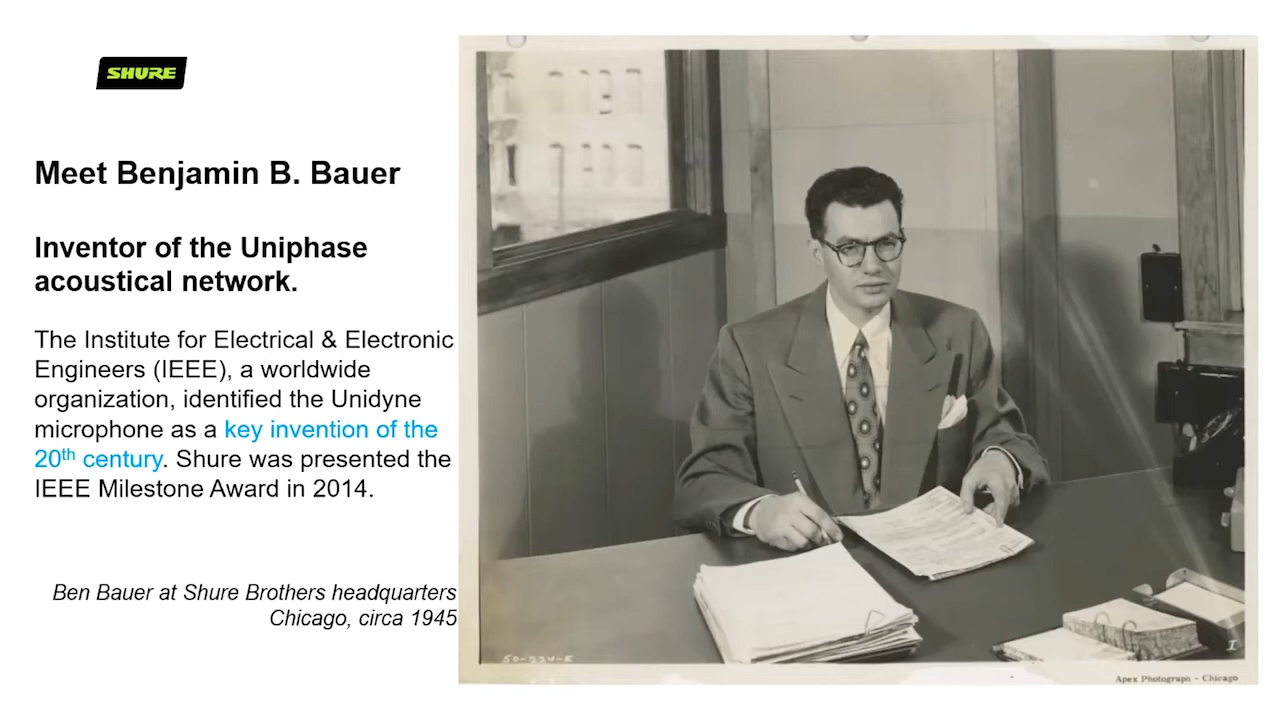 SHURE
Meet Benjamin B. Bauer
Inventor of the Uniphase
acoustical network.
The Institute for Electrical & Electronic
Engineers (IEEE), a worldwide
organization, identified the Unidyne
microphone as a key invention of the
20th century. Shure was presented the
IEEE Milestone Award in 2014.
Ben Bauer at Shure Brothers headquarters
Chicago, circa 1945
50-224-E
I
Apex Photograph - Chicago